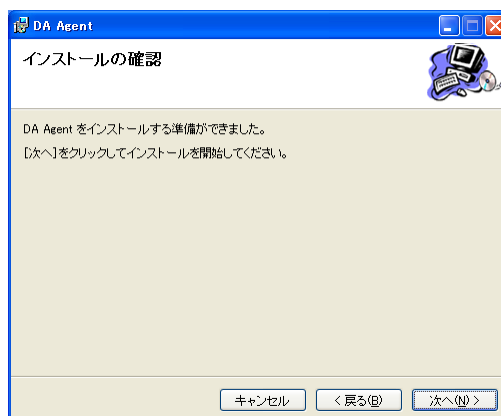 DA Agent
インストールの確認
DA Agent をインストールする準備ができました。
[次へ]をクリックしてインストールを開始してください。
キャンセル
< 戻る(B)
次へ(N) >